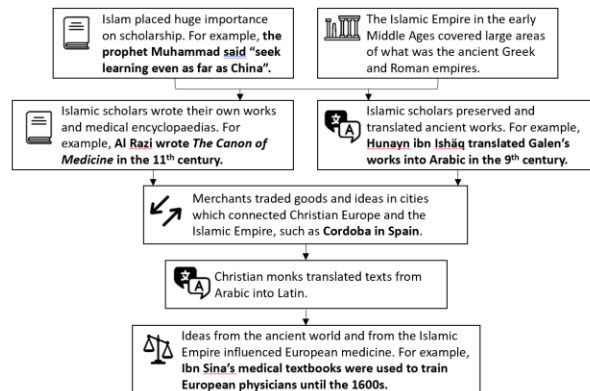 Islam placed huge importance
on scholarship. For example, the
prophet Muhammad said “seek
learning even as far as China”.
The Islamic Empire in the early
Middle Ages covered large areas
of what was the ancient Greek
and Roman empires.
Islamic scholars wrote their own works
and medical encyclopaedias. For
example, Al Razi wrote The Canon of
Medicine in the 11th century.
Islamic scholars preserved and
translated ancient works. For example,
Hunayn ibn Ishäq translated Galen’s
works into Arabic in the 9th century.
Merchants traded goods and ideas in cities
which connected Christian Europe and the
Islamic Empire, such as Cordoba in Spain.
Christian monks translated texts from
Arabic into Latin.
Ideas from the ancient world and from the Islamic
Empire influenced European medicine. For example,
Ibn Sina’s medical textbooks were used to train
European physicians until the 1600s.